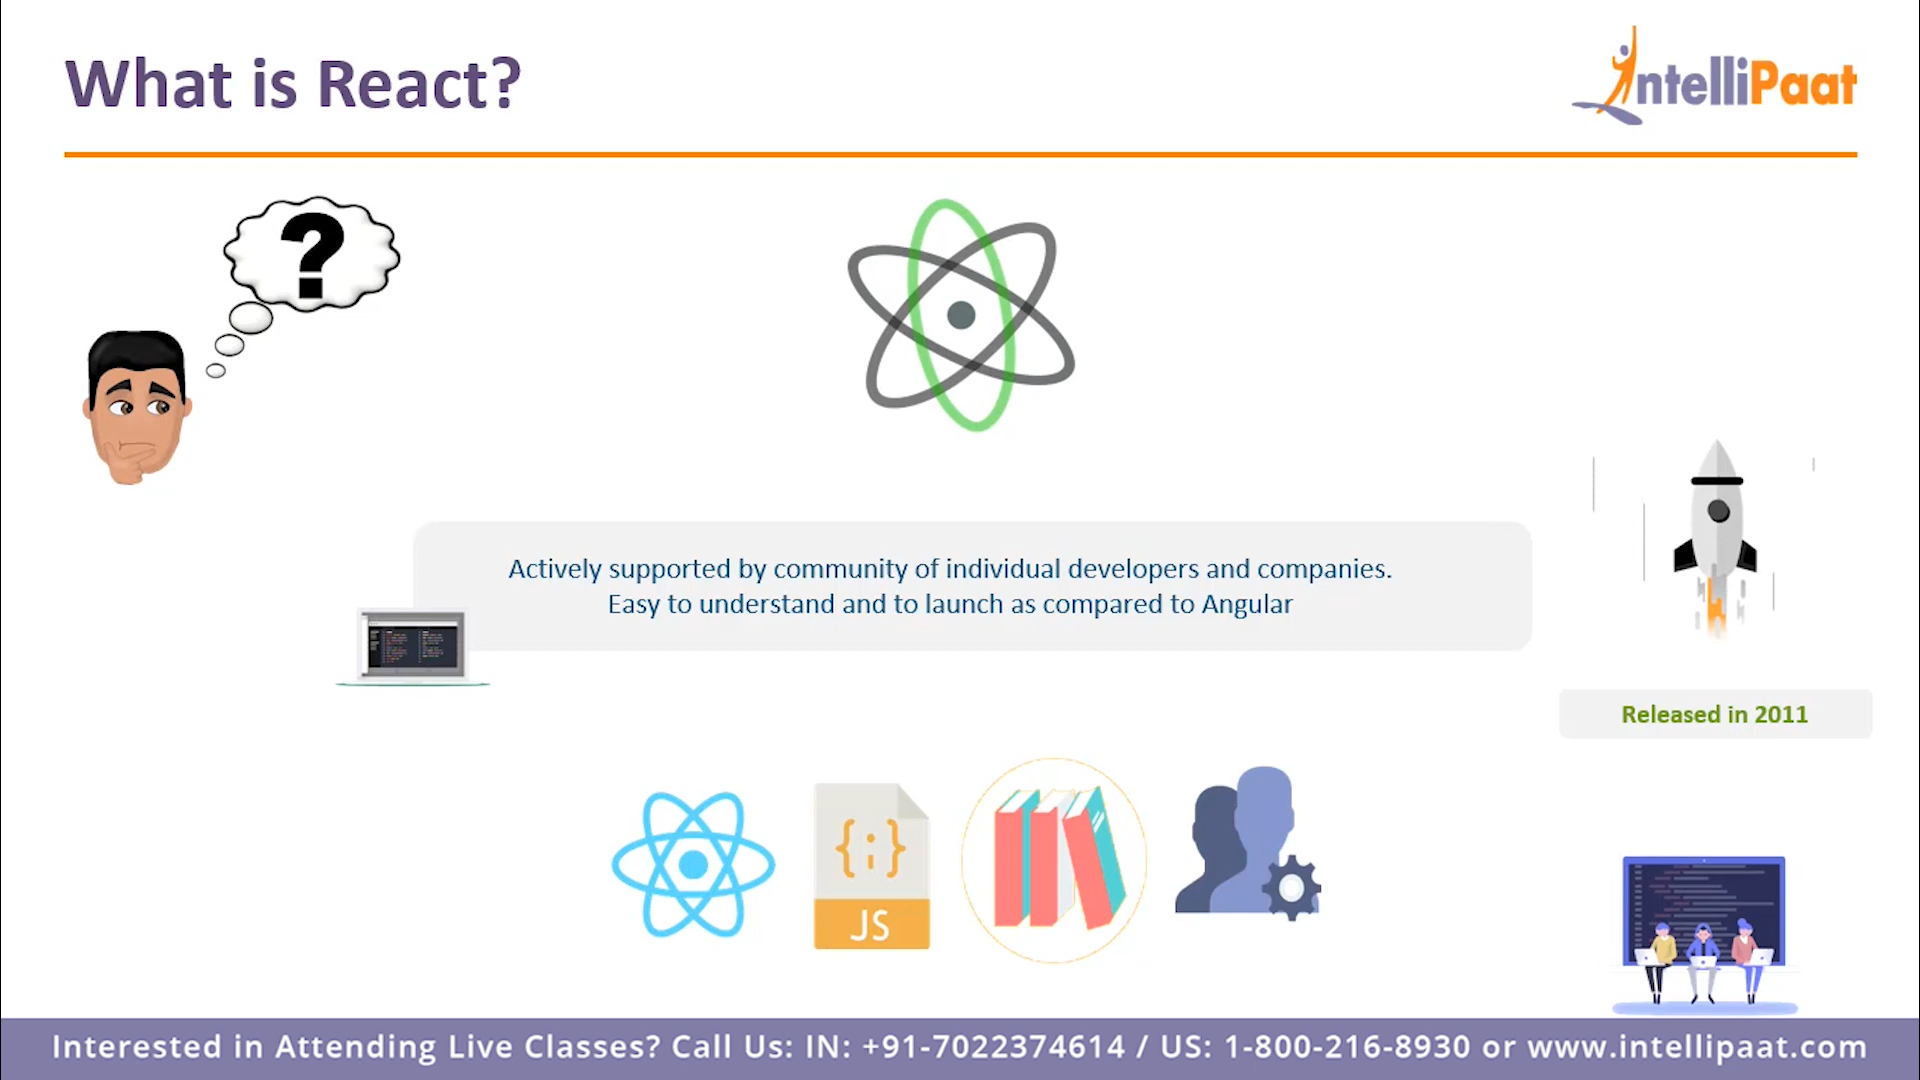 What is React?
IntelliPaat
?
Actively supported by community of individual developers and companies.
Easy to understand and to launch as compared to Angular
Released in 2011
{;}
JS
Interested in Attending Live Classes? Call Us: IN: +91-7022374614 / US: 1-800-216-8930 or www.intellipaat.com